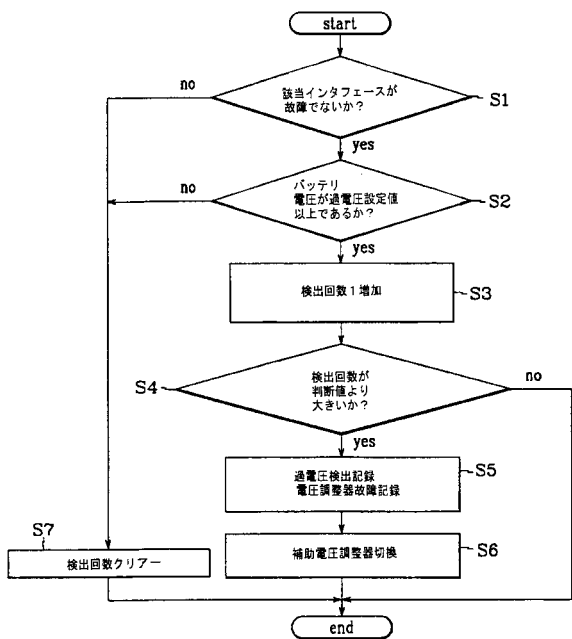 start
該当インタフェースが
故障でないか？
S1
no
yes
バッテリ
電圧が過電圧設定値
以上であるか？
S2
no
yes
検出回数１増加
S3
検出回数が
判断値より
大きいか？
S4
no
yes
過電圧検出記録
電圧調整器故障記録
S5
S7
検出回数クリアー
補助電圧調整器切換
S6
end